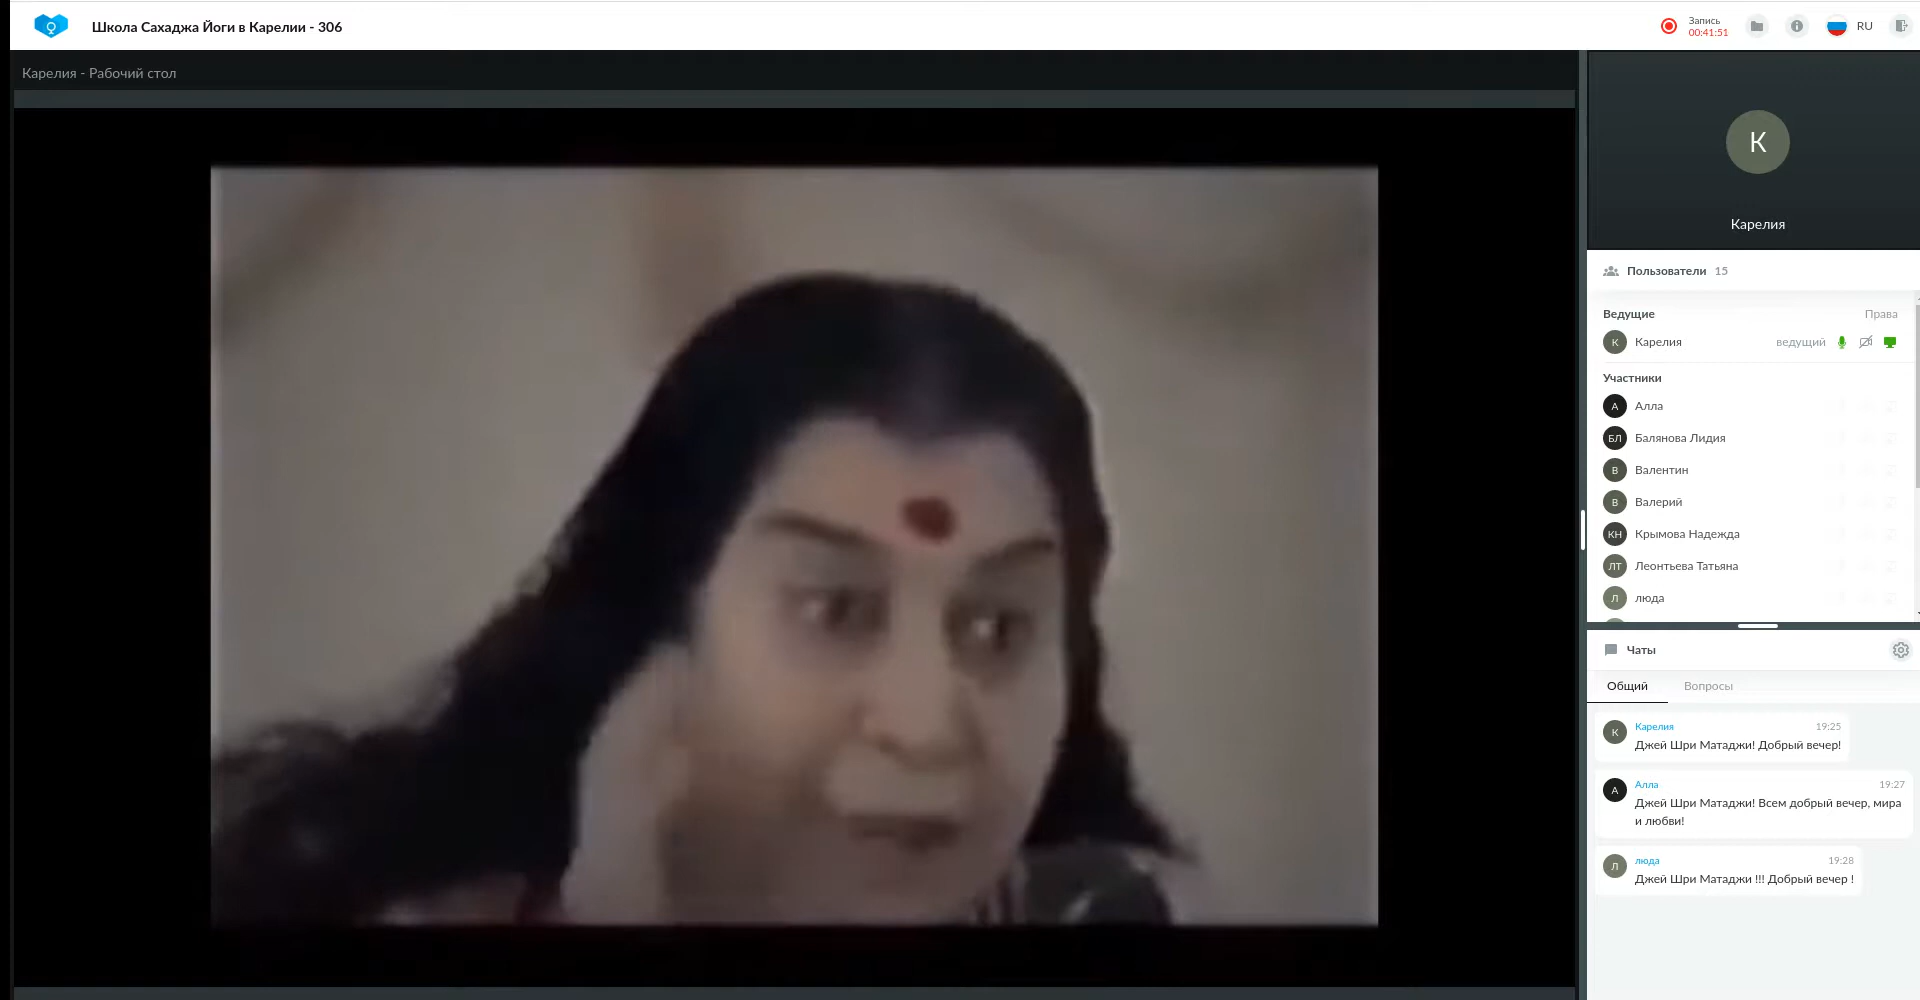 Школа Сахаджа Йоги в Карелии - 306
Запись
00:41:51
RU
Карелия - Рабочий стол
К
Карелия
Пользователи 15
Ведущие Права
К Карелия ведущий
Участники
А Алла
БЛ Балянова Лидия
В Валентин
В Валерий
КН Крымова Надежда
ЛТ Леонтьева Татьяна
Л люда
Чаты
Общий Вопросы
К Карелия 19:25
Джей Шри Матаджи! Добрый вечер!
А Алла 19:27
Джей Шри Матаджи! Всем добрый вечер, мира
и любви!
Л люда 19:28
Джей Шри Матаджи !!! Добрый вечер !